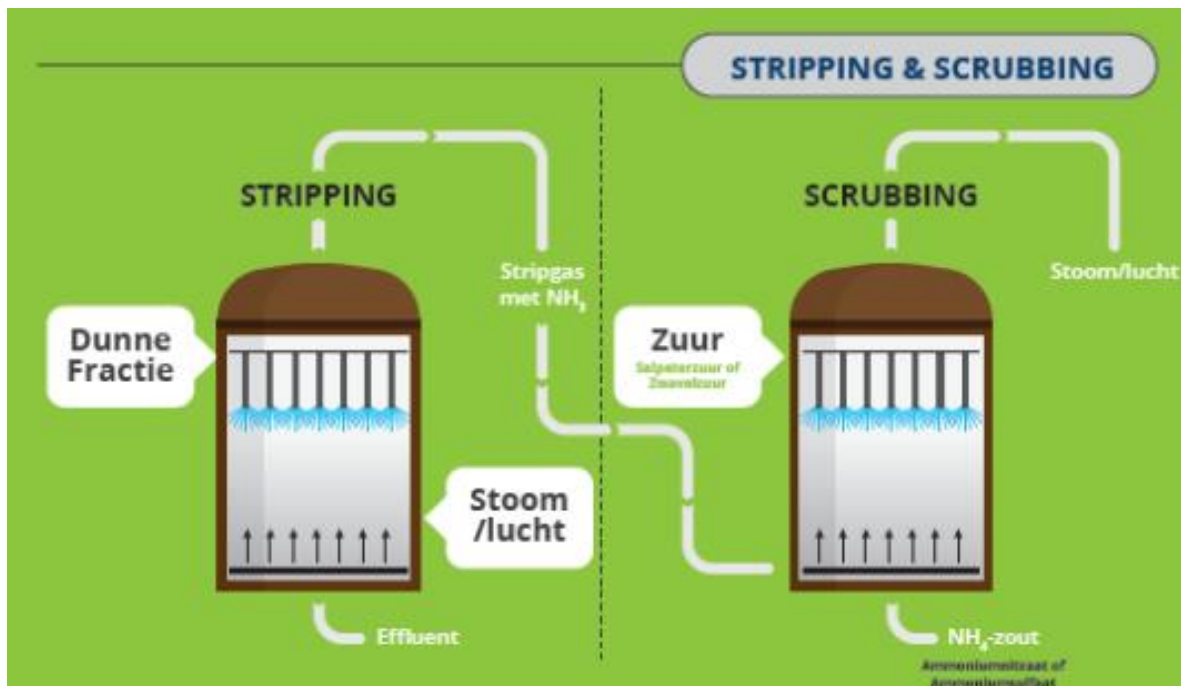 STRIPPING & SCRUBBING
STRIPPING
Stripgas
met NH₃
Dunne
Fractie
Stoom
/lucht
Effluent
SCRUBBING
Stoom/lucht
Zuur
Salpeterzuur of
Zwavelzuur
NH₄-zout
Ammoniumnitraat of
Ammoniumsulfaat